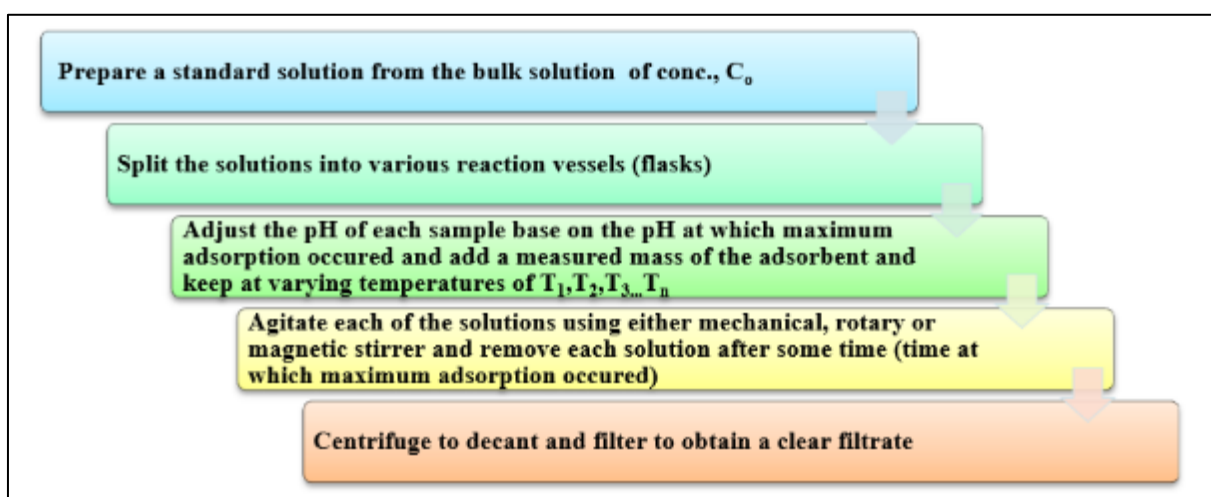 Prepare a standard solution from the bulk solution of conc., Co
Split the solutions into various reaction vessels (flasks)
Adjust the pH of each sample base on the pH at which maximum
adsorption occured and add a measured mass of the adsorbent and
keep at varying temperatures of T1,T2,T3...Tn
Agitate each of the solutions using either mechanical, rotary or
magnetic stirrer and remove each solution after some time (time at
which maximum adsorption occured)
Centrifuge to decant and filter to obtain a clear filtrate